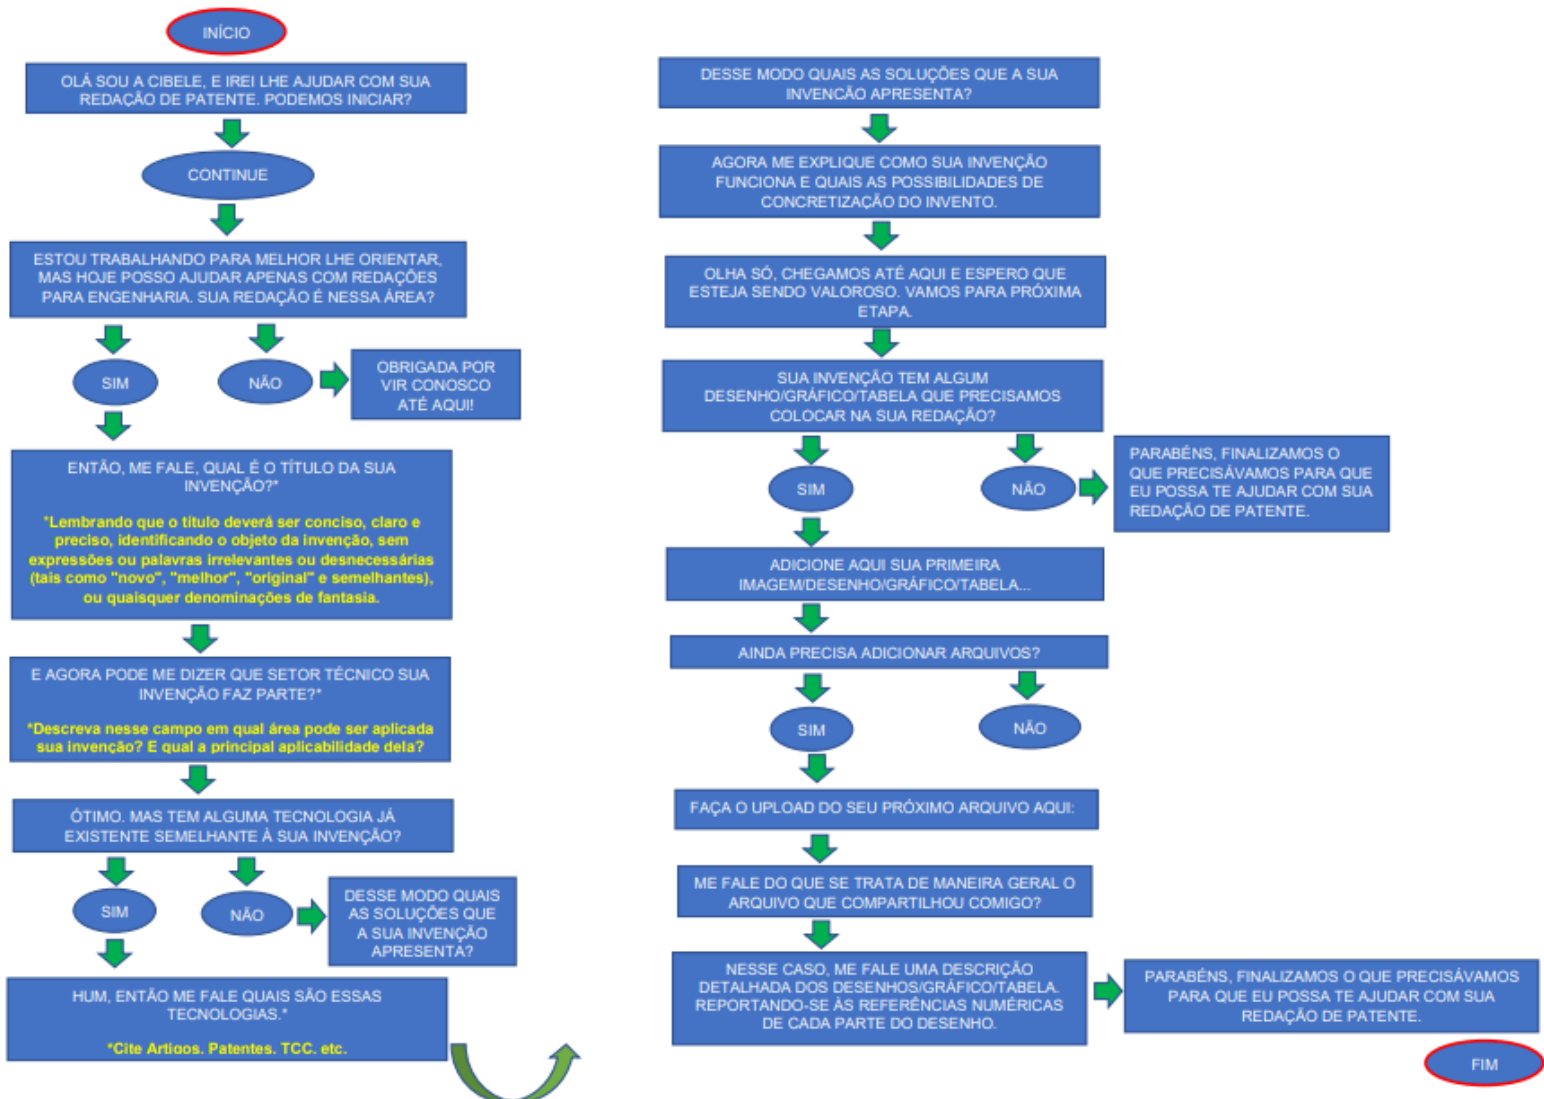 INÍCIO
OLÁ SOU A CIBELE, E IREI LHE AJUDAR COM SUA
REDAÇÃO DE PATENTE. PODEMOS INICIAR?
CONTINUE
ESTOU TRABALHANDO PARA MELHOR LHE ORIENTAR,
MAS HOJE POSSO AJUDAR APENAS COM REDAÇÕES
PARA ENGENHARIA. SUA REDAÇÃO É NESSA ÁREA?
SIM
NÃO
OBRIGADA POR
VIR CONOSCO
ATÉ AQUI!
ENTÃO, ME FALE, QUAL É O TÍTULO DA SUA
INVENÇÃO?*
*Lembrando que o título deverá ser conciso, claro e
preciso, identificando o objeto da invenção, sem
expressões ou palavras irrelevantes ou desnecessárias
(tais como "novo", "melhor", "original" e semelhantes),
ou quaisquer denominações de fantasia.
E AGORA PODE ME DIZER QUE SETOR TÉCNICO SUA
INVENÇÃO FAZ PARTE?*
*Descreva nesse campo em qual área pode ser aplicada
sua invenção? E qual a principal aplicabilidade dela?
ÓTIMO. MAS TEM ALGUMA TECNOLOGIA JÁ
EXISTENTE SEMELHANTE À SUA INVENÇÃO?
SIM
NÃO
DESSE MODO QUAIS
AS SOLUÇÕES QUE
A SUA INVENÇÃO
APRESENTA?
HUM, ENTÃO ME FALE QUAIS SÃO ESSAS
TECNOLOGIAS.*
*Cite Artigos, Patentes, TCC, etc.
DESSE MODO QUAIS AS SOLUÇÕES QUE A SUA
INVENCÃO APRESENTA?
AGORA ME EXPLIQUE COMO SUA INVENÇÃO
FUNCIONA E QUAIS AS POSSIBILIDADES DE
CONCRETIZAÇÃO DO INVENTO.
OLHA SÓ, CHEGAMOS ATÉ AQUI E ESPERO QUE
ESTEJA SENDO VALOROSO. VAMOS PARA PRÓXIMA
ETAPA.
SUA INVENÇÃO TEM ALGUM
DESENHO/GRÁFICO/TABELA QUE PRECISAMOS
COLOCAR NA SUA REDAÇÃO?
SIM
NÃO
PARABÉNS, FINALIZAMOS O
QUE PRECISÁVAMOS PARA QUE
EU POSSA TE AJUDAR COM SUA
REDAÇÃO DE PATENTE.
ADICIONE AQUI SUA PRIMEIRA
IMAGEM/DESENHO/GRÁFICO/TABELA...
AINDA PRECISA ADICIONAR ARQUIVOS?
SIM
NÃO
FAÇA O UPLOAD DO SEU PRÓXIMO ARQUIVO AQUI:
ME FALE DO QUE SE TRATA DE MANEIRA GERAL O
ARQUIVO QUE COMPARTILHOU COMIGO?
NESSE CASO, ME FALE UMA DESCRIÇÃO
DETALHADA DOS DESENHOS/GRÁFICO/TABELA.
REPORTANDO-SE ÀS REFERÊNCIAS NUMÉRICAS
DE CADA PARTE DO DESENHO.
PARABÉNS, FINALIZAMOS O QUE PRECISÁVAMOS
PARA QUE EU POSSA TE AJUDAR COM SUA
REDAÇÃO DE PATENTE.
FIM